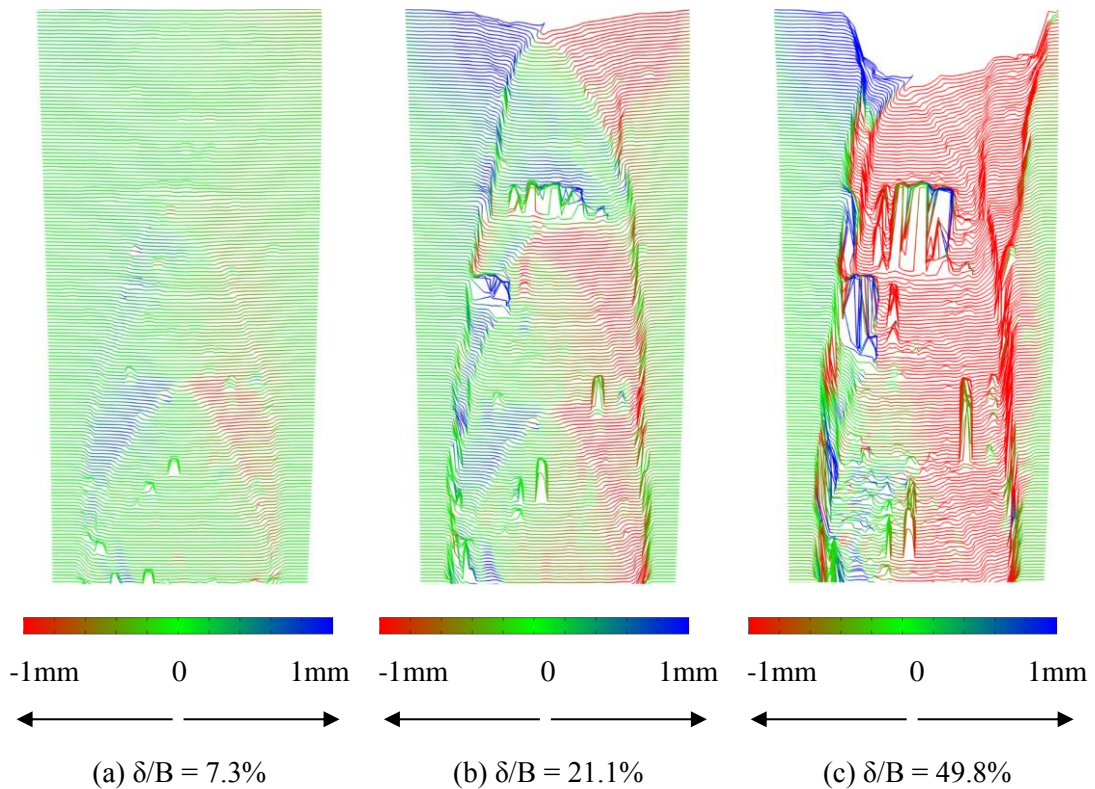 -1mm 0 1mm -1mm 0 1mm -1mm 0 1mm
(a) δ/B = 7.3% (b) δ/B = 21.1% (c) δ/B = 49.8%